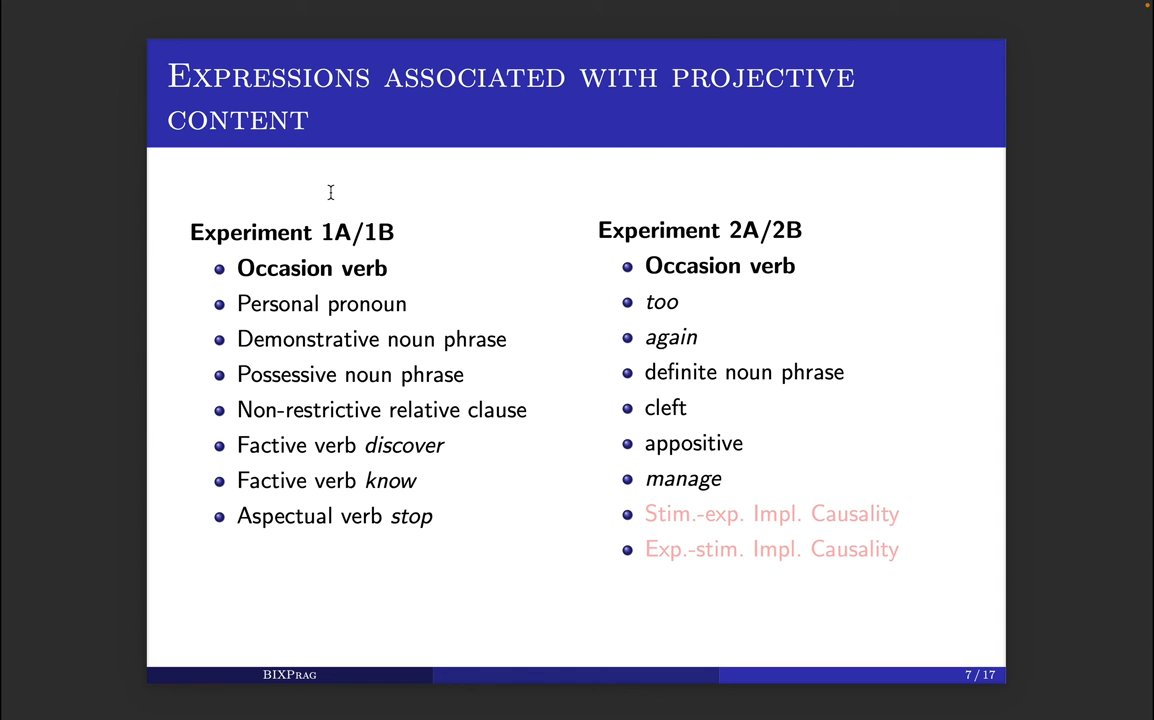 Expressions associated with projective
content
Experiment 1A/1B
Occasion verb
Personal pronoun
Demonstrative noun phrase
Possessive noun phrase
Non-restrictive relative clause
Factive verb discover
Factive verb know
Aspectual verb stop
Experiment 2A/2B
Occasion verb
too
again
definite noun phrase
cleft
appositive
manage
Stim.-exp. Impl. Causality
Exp.-stim. Impl. Causality
BIXPrag
7 / 17